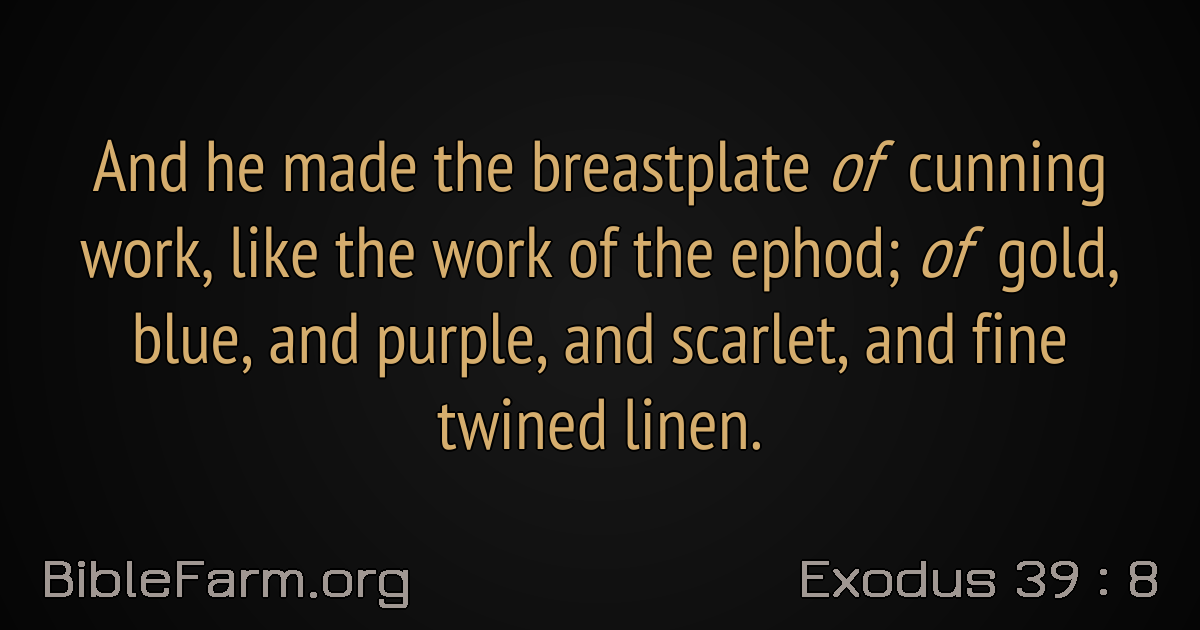 And he made the breastplate of cunning
work, like the work of the ephod; of gold,
blue, and purple, and scarlet, and fine
twined linen.
BibleFarm.org
Exodus 39 : 8